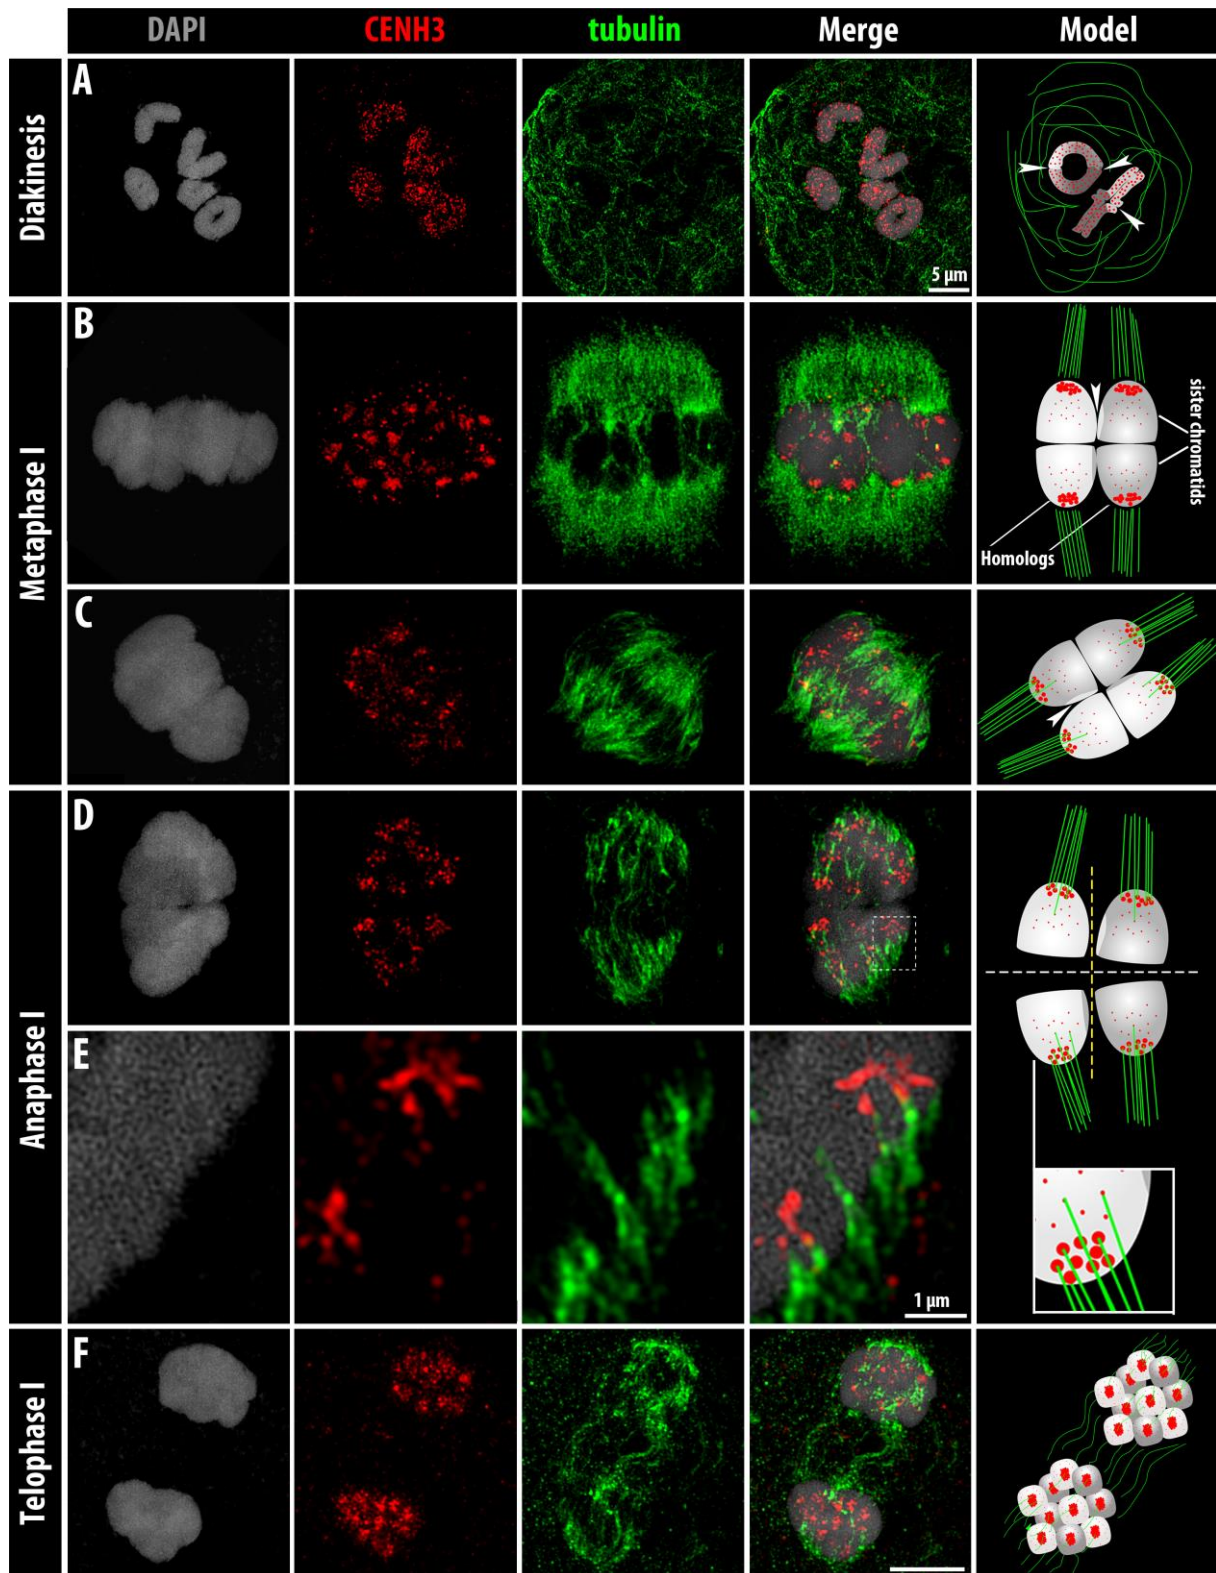 DAPI CENH3 tubulin Merge Model
Diakinesis
A
5 µm
Metaphase I
B
sister chromatids
Homologs
C
Anaphase I
D
E
1 µm
Telophase I
F